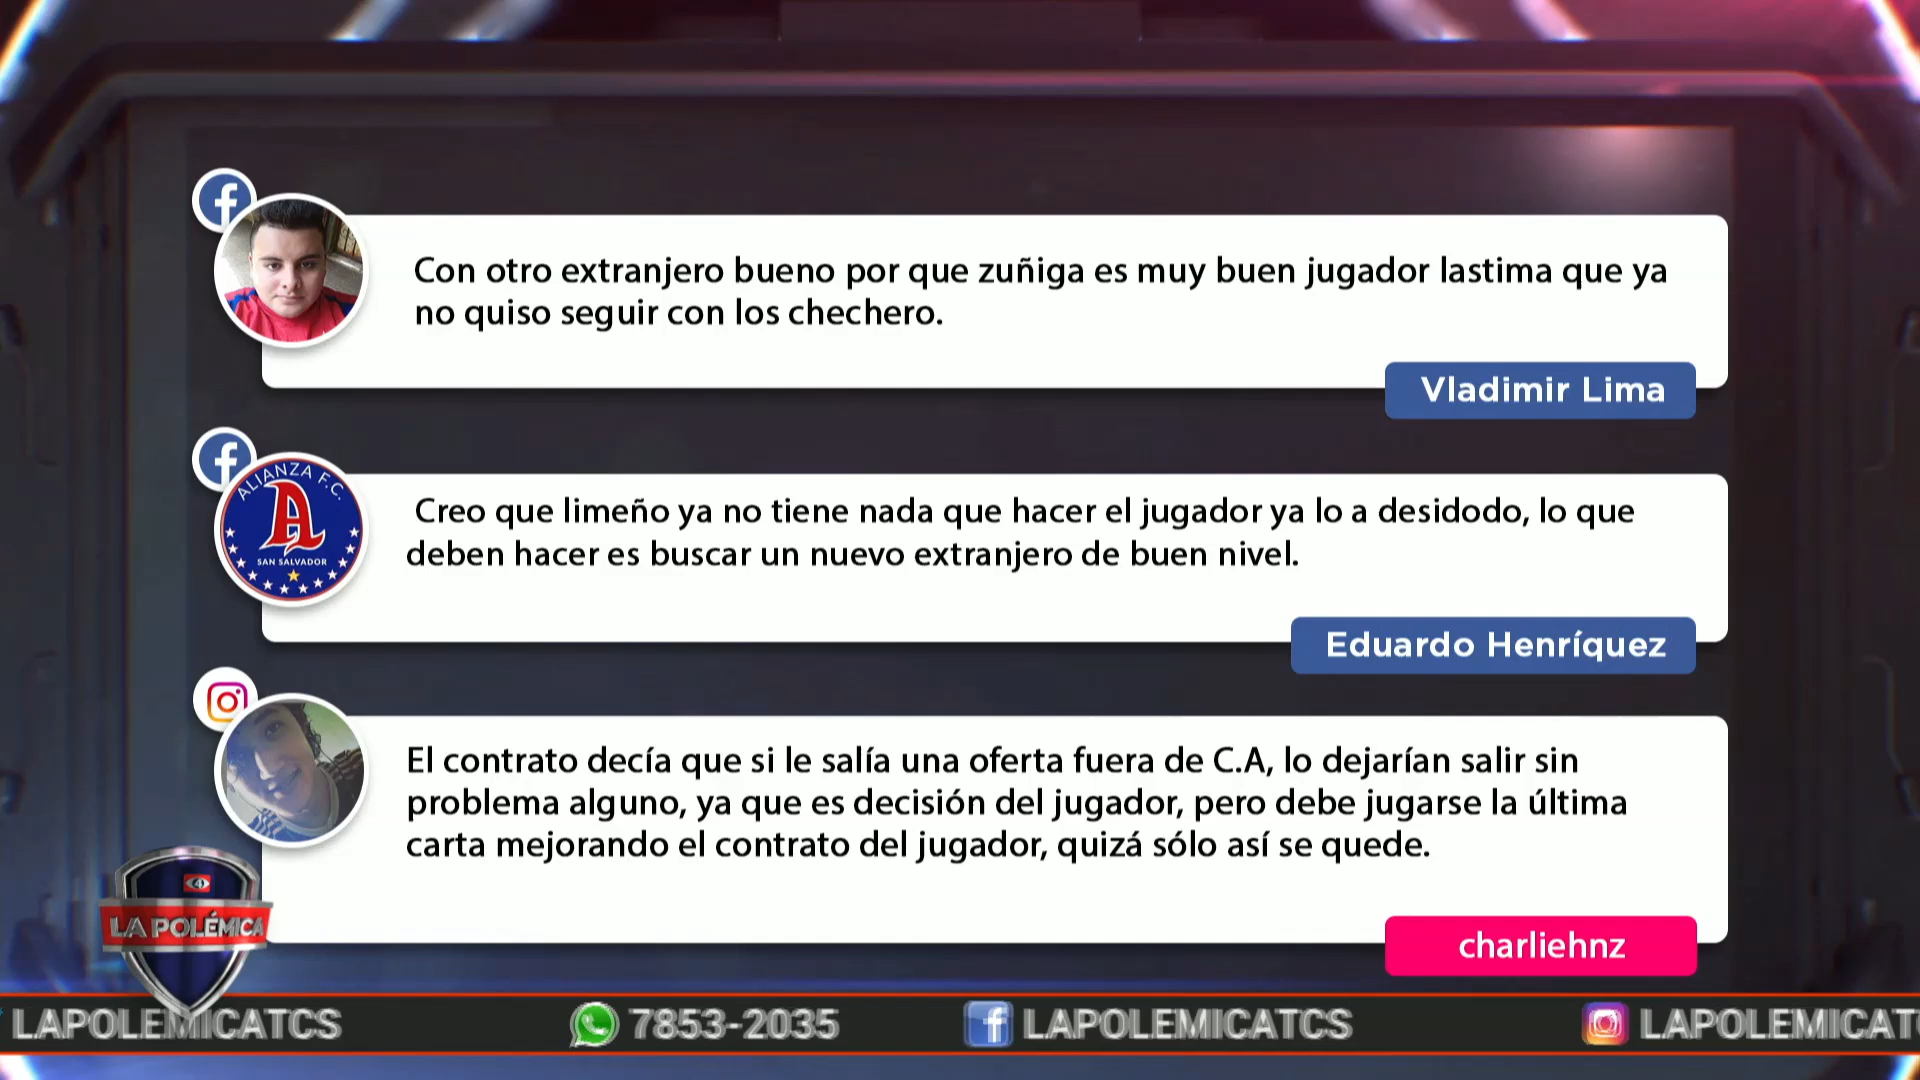 Con otro extranjero bueno por que zuñiga es muy buen jugador lastima que ya
no quiso seguir con los chechero.
Vladimir Lima
ALIANZA F.C.
A
SAN SALVADOR
Creo que limeño ya no tiene nada que hacer el jugador ya lo a desidodo, lo que
deben hacer es buscar un nuevo extranjero de buen nivel.
Eduardo Henríquez
El contrato decía que si le salía una oferta fuera de C.A, lo dejarían salir sin
problema alguno, ya que es decisión del jugador, pero debe jugarse la última
carta mejorando el contrato del jugador, quizá sólo así se quede.
charliehnz
4
LA POLÉMICA
LAPOLEMICATCS 7853-2035 LAPOLEMICATCS LAPOLEMICATC